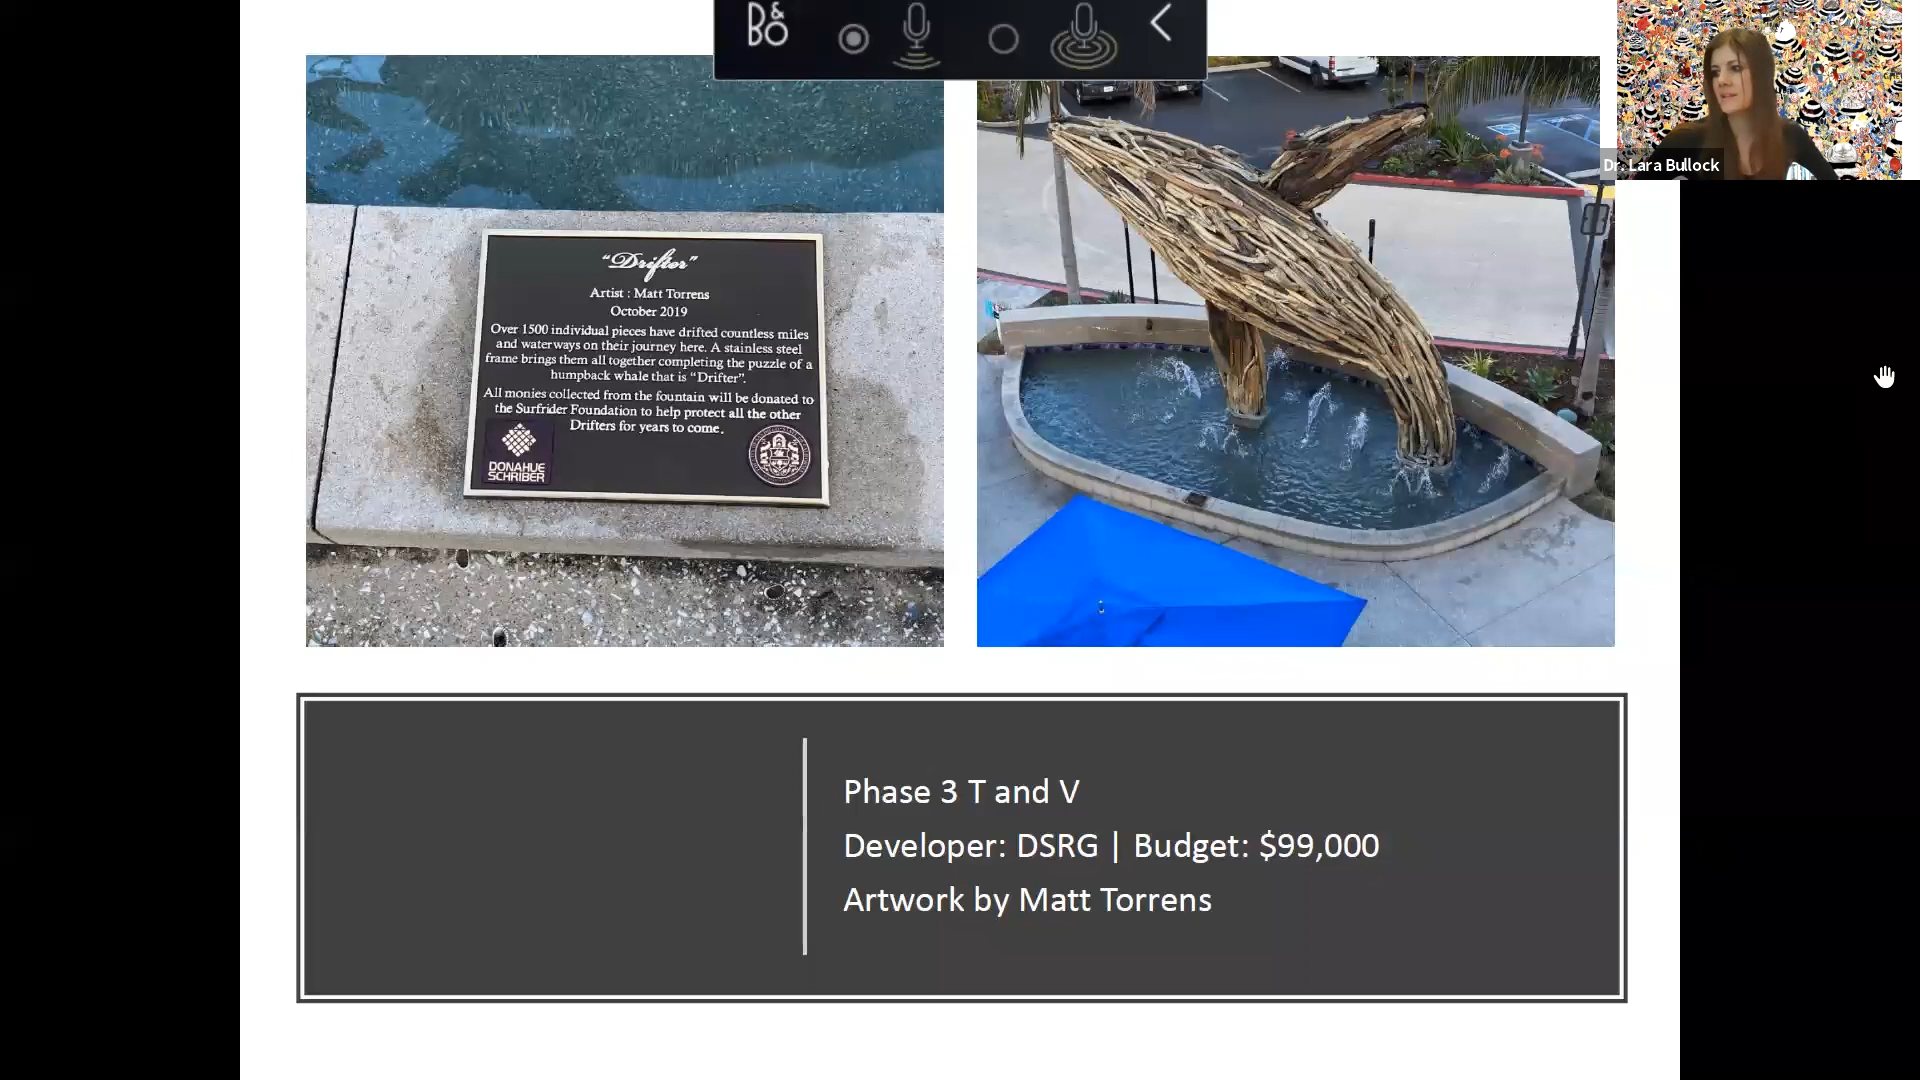 B&O
Dr. Lara Bullock
"Drifter"
Artist : Matt Torrens
October 2019
Over 1500 individual pieces have drifted countless miles
and waterways on their journey here. A stainless steel
frame brings them all together completing the puzzle of a
humpback whale that is "Drifter".
All monies collected from the fountain will be donated to
the Surfrider Foundation to help protect all the other
Drifters for years to come.
DONAHUE
SCHRIBER
Phase 3 T and V
Developer: DSRG | Budget: $99,000
Artwork by Matt Torrens